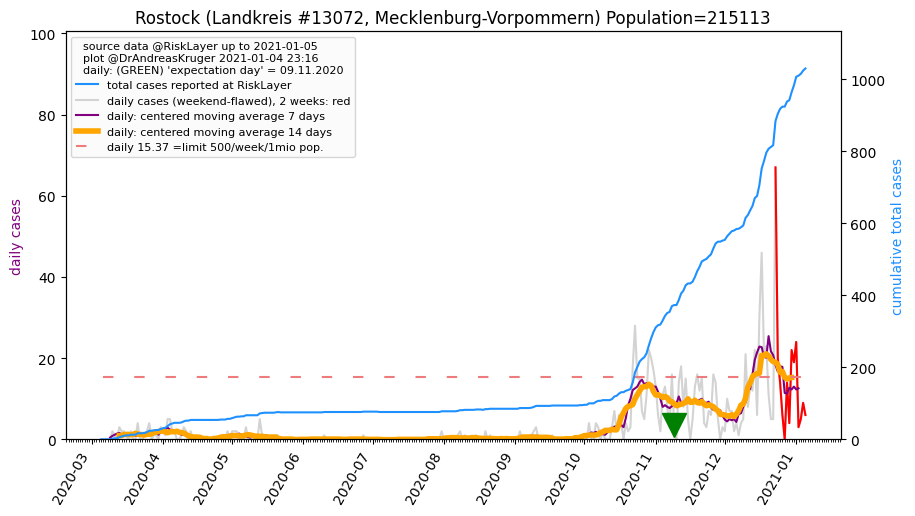 Rostock (Landkreis #13072, Mecklenburg-Vorpommern) Population=215113
source data @RiskLayer up to 2021-01-05
plot @DrAndreasKruger 2021-01-04 23:16
daily: (GREEN) 'expectation day' = 09.11.2020
total cases reported at RiskLayer
daily cases (weekend-flawed), 2 weeks: red
daily: centered moving average 7 days
daily: centered moving average 14 days
daily 15.37 =limit 500/week/1mio pop.
100
80
60
40
20
0
daily cases
1000
800
600
400
200
0
cumulative total cases
2020-03
2020-04
2020-05
2020-06
2020-07
2020-08
2020-09
2020-10
2020-11
2020-12
2021-01